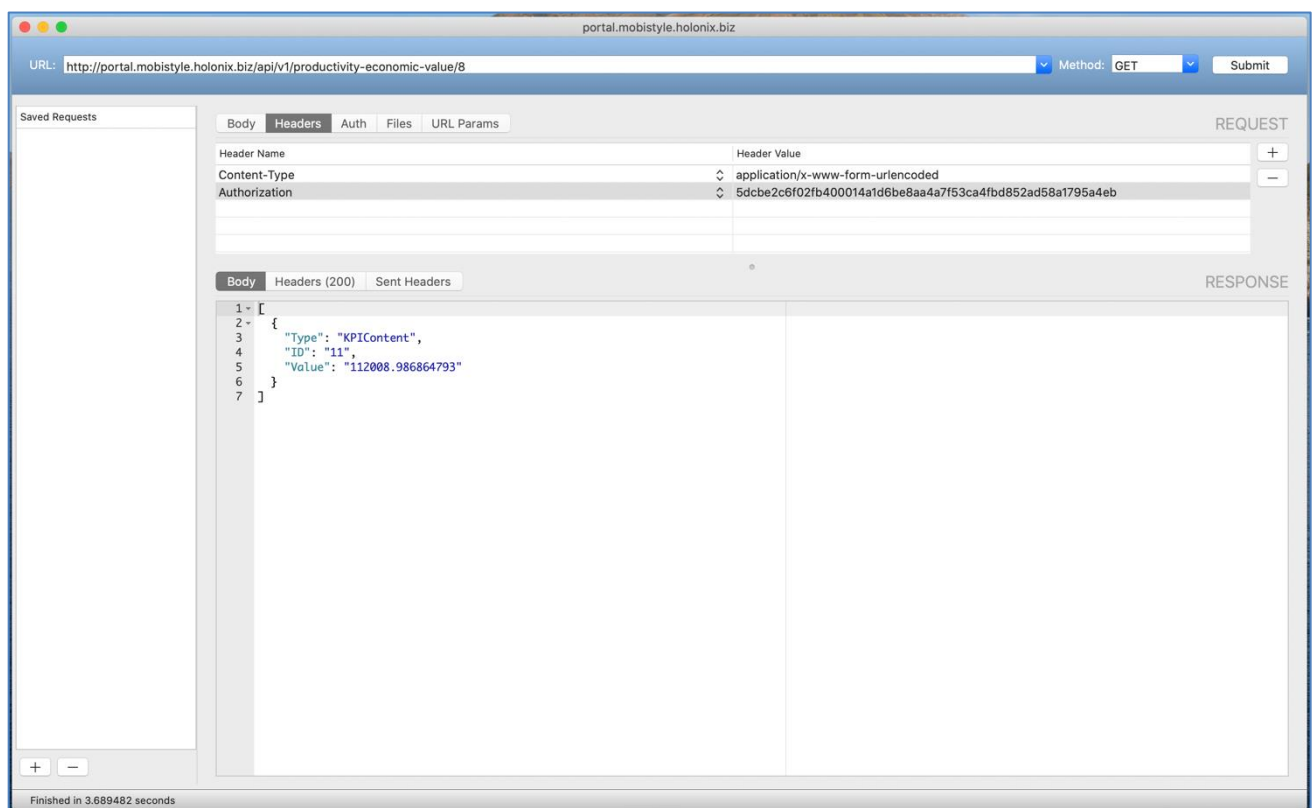 portal.mobistyle.holonix.biz
URL: http://portal.mobistyle.holonix.biz/api/v1/productivity-economic-value/8 Method: GET Submit
Saved Requests
Body Headers Auth Files URL Params REQUEST
Header Name Header Value +
Content-Type application/x-www-form-urlencoded −
Authorization 5dcbe2c6f02fb400014a1d6be8aa4a7f53ca4fbd852ad58a1795a4eb
Body Headers (200) Sent Headers RESPONSE
1 [
2 {
3 "Type": "KPIContent",
4 "ID": "11",
5 "Value": "112008.986864793"
6 }
7 ]
+ −
Finished in 3.689482 seconds